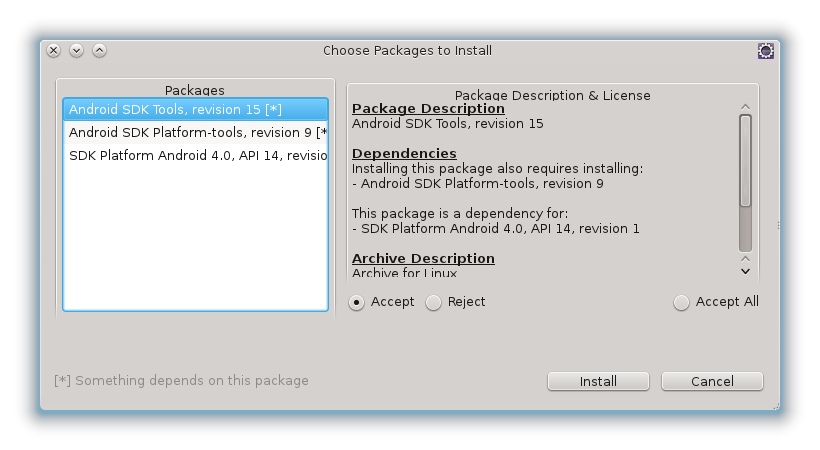 Choose Packages to Install
Packages
Android SDK Tools, revision 15 [*]
Android SDK Platform-tools, revision 9 [*
SDK Platform Android 4.0, API 14, revisio
Package Description & License
Package Description
Android SDK Tools, revision 15
Dependencies
Installing this package also requires installing:
- Android SDK Platform-tools, revision 9
This package is a dependency for:
- SDK Platform Android 4.0, API 14, revision 1
Archive Description
Archive for Linux
Accept
Reject
Accept All
[*] Something depends on this package
Install
Cancel